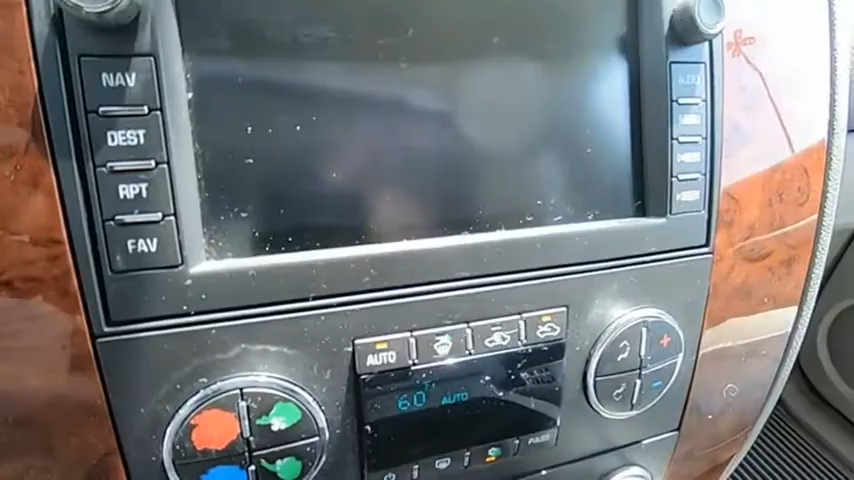 NAV
DEST
RPT
FAV
AUTO
60°
AUTO
PASS